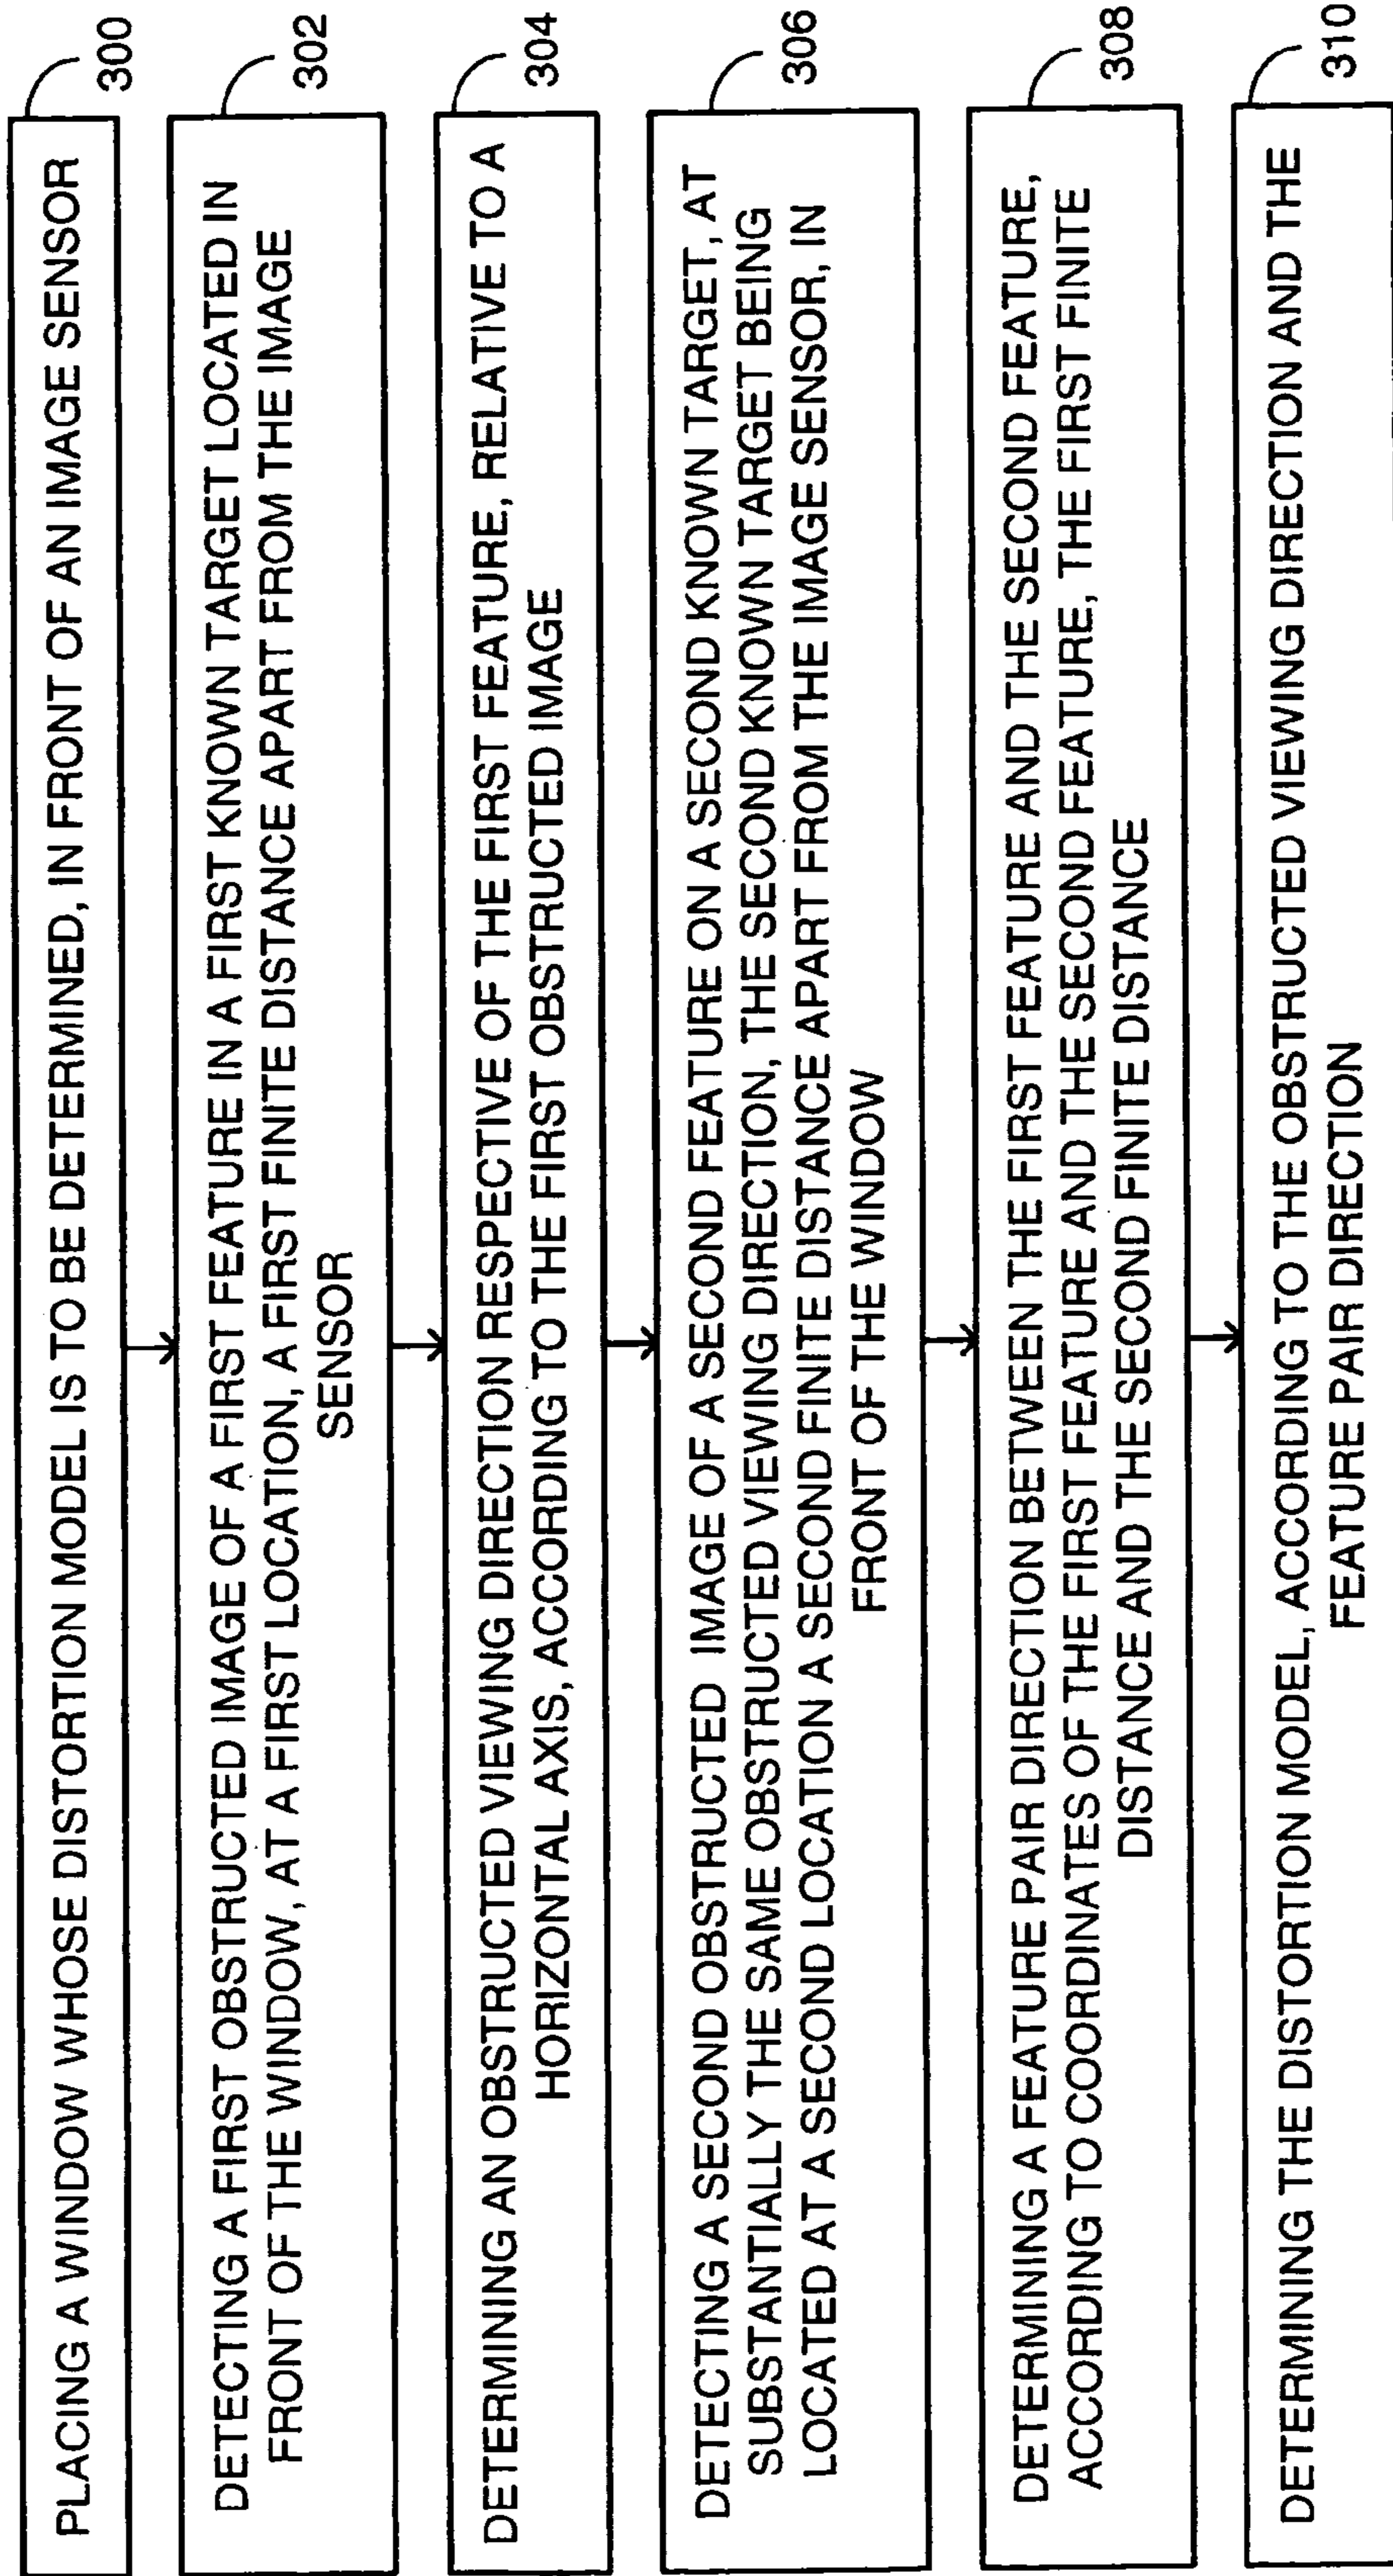 PLACING A WINDOW WHOSE DISTORTION MODEL IS TO BE DETERMINED, IN FRONT OF AN IMAGE SENSOR
300
DETECTING A FIRST OBSTRUCTED IMAGE OF A FIRST FEATURE IN A FIRST KNOWN TARGET LOCATED IN
FRONT OF THE WINDOW, AT A FIRST LOCATION, A FIRST FINITE DISTANCE APART FROM THE IMAGE
SENSOR
302
DETERMINING AN OBSTRUCTED VIEWING DIRECTION RESPECTIVE OF THE FIRST FEATURE, RELATIVE TO A
HORIZONTAL AXIS, ACCORDING TO THE FIRST OBSTRUCTED IMAGE
304
DETECTING A SECOND OBSTRUCTED IMAGE OF A SECOND FEATURE ON A SECOND KNOWN TARGET, AT
SUBSTANTIALLY THE SAME OBSTRUCTED VIEWING DIRECTION, THE SECOND KNOWN TARGET BEING
LOCATED AT A SECOND LOCATION A SECOND FINITE DISTANCE APART FROM THE IMAGE SENSOR, IN
FRONT OF THE WINDOW
306
DETERMINING A FEATURE PAIR DIRECTION BETWEEN THE FIRST FEATURE AND THE SECOND FEATURE,
ACCORDING TO COORDINATES OF THE FIRST FEATURE AND THE SECOND FEATURE, THE FIRST FINITE
DISTANCE AND THE SECOND FINITE DISTANCE
308
DETERMINING THE DISTORTION MODEL, ACCORDING TO THE OBSTRUCTED VIEWING DIRECTION AND THE
FEATURE PAIR DIRECTION
310